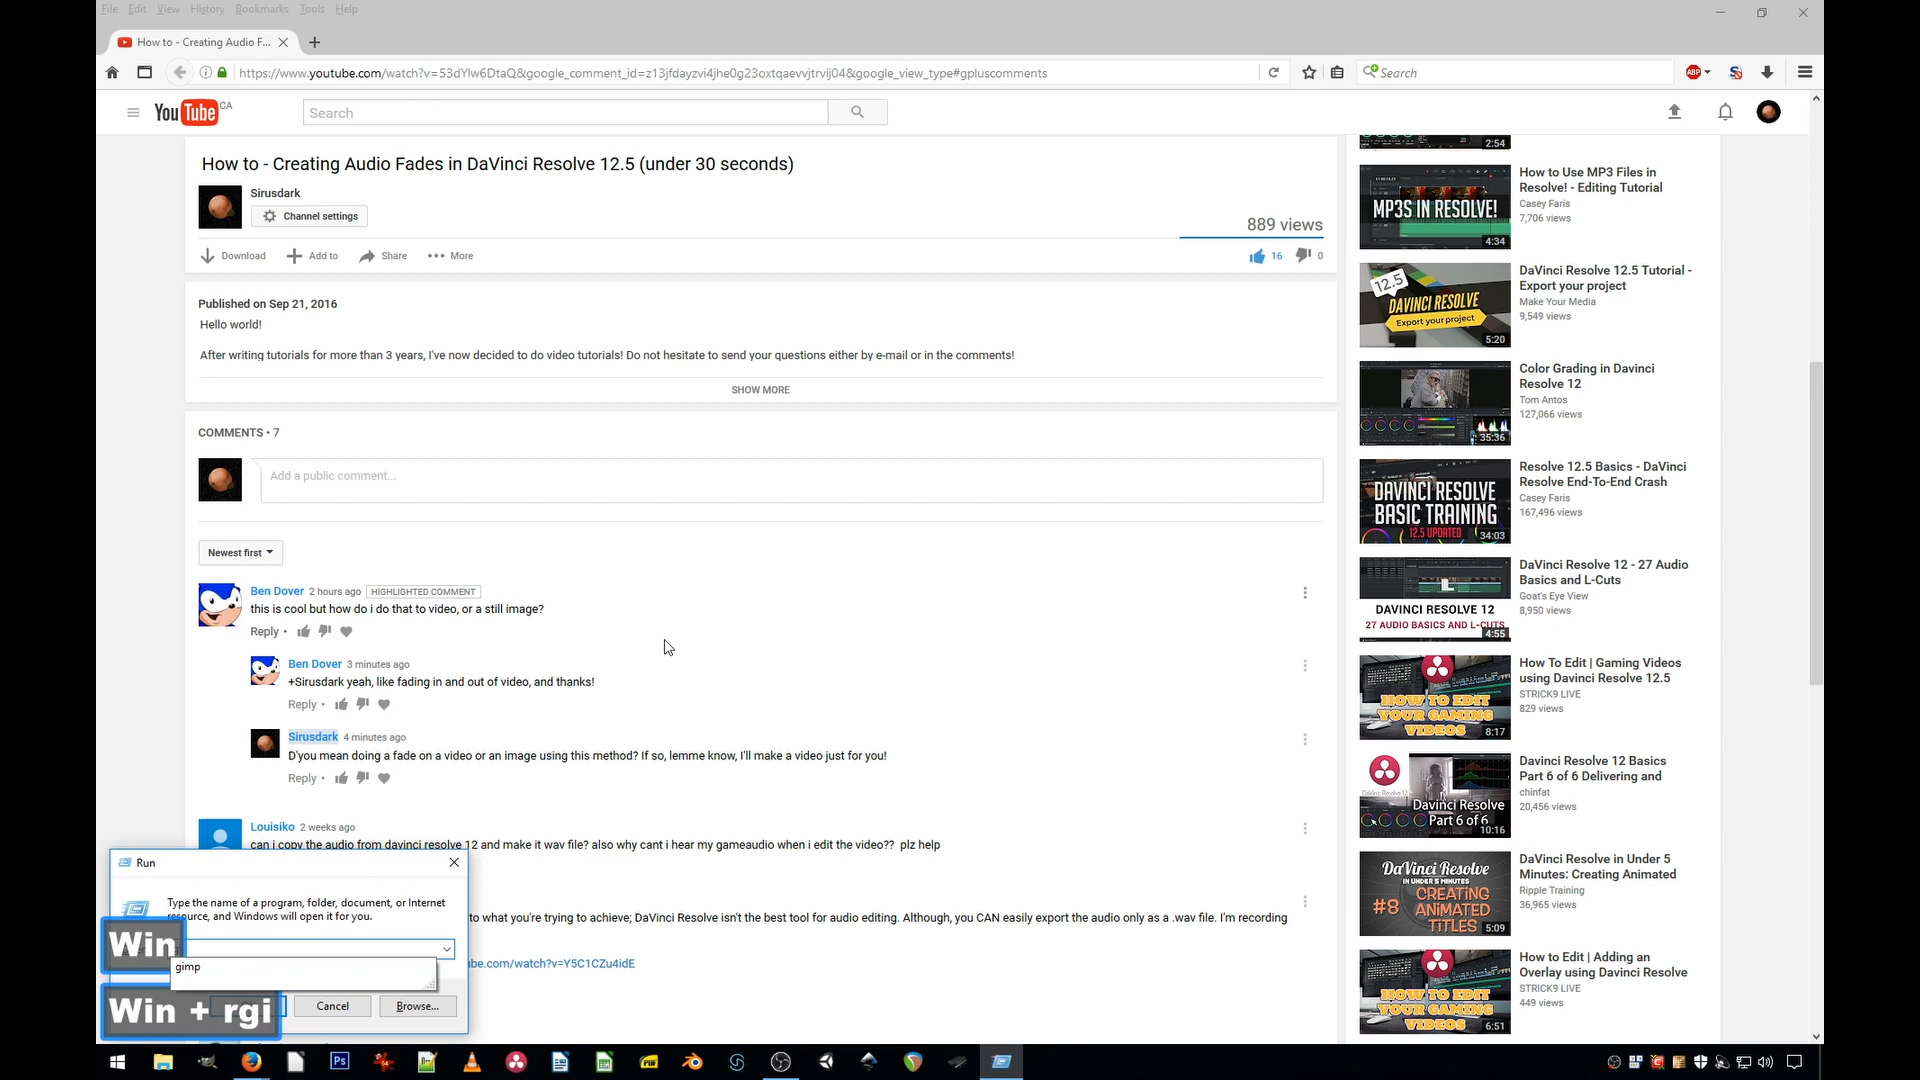 File Edit View History Bookmarks Tools Help
How to - Creating Audio F...
https://www.youtube.com/watch?v=53dYlw6DtaQ&google_comment_id=z13jfdayzvi4jhe0g23oxtqaevvjtrvij04&google_view_type#gpluscomments
Search
ABP
YouTube CA
Search
How to - Creating Audio Fades in DaVinci Resolve 12.5 (under 30 seconds)
Sirusdark
Channel settings
889 views
Download Add to Share More
16 0
Published on Sep 21, 2016
Hello world!
After writing tutorials for more than 3 years, I've now decided to do video tutorials! Do not hesitate to send your questions either by e-mail or in the comments!
SHOW MORE
COMMENTS • 7
Add a public comment...
Newest first
Ben Dover 2 hours ago HIGHLIGHTED COMMENT
this is cool but how do i do that to video, or a still image?
Reply •
Ben Dover 3 minutes ago
+Sirusdark yeah, like fading in and out of video, and thanks!
Reply •
Sirusdark 4 minutes ago
D'you mean doing a fade on a video or an image using this method? If so, lemme know, I'll make a video just for you!
Reply •
Louisiko 2 weeks ago
can i copy the audio from davinci resolve 12 and make it wav file? also why cant i hear my gameaudio when i edit the video?? plz help
to what you're trying to achieve; DaVinci Resolve isn't the best tool for audio editing. Although, you CAN easily export the audio only as a .wav file. I'm recording
ube.com/watch?v=Y5C1CZu4idE
Run
Type the name of a program, folder, document, or Internet
resource, and Windows will open it for you.
Win
gimp
Win + rgi
Cancel
Browse...
2:54
MP3S IN RESOLVE!
4:34
How to Use MP3 Files in
Resolve! - Editing Tutorial
Casey Faris
7,706 views
12.5
DAVINCI RESOLVE
Export your project
5:20
DaVinci Resolve 12.5 Tutorial -
Export your project
Make Your Media
9,549 views
35:36
Color Grading in Davinci
Resolve 12
Tom Antos
127,066 views
DAVINCI RESOLVE
BASIC TRAINING
12.5 UPDATED
34:03
Resolve 12.5 Basics - DaVinci
Resolve End-To-End Crash
Casey Faris
167,496 views
L
DAVINCI RESOLVE 12
27 AUDIO BASICS AND L-CUTS
4:55
DaVinci Resolve 12 - 27 Audio
Basics and L-Cuts
Goat's Eye View
8,950 views
HOW TO EDIT
YOUR GAMING
VIDEOS
8:17
How To Edit | Gaming Videos
using Davinci Resolve 12.5
STRICK9 LIVE
829 views
DaVinci Resolve 12
Davinci Resolve
Part 6 of 6
10:16
Davinci Resolve 12 Basics
Part 6 of 6 Delivering and
chinfat
20,456 views
DaVinci Resolve
IN UNDER 5 MINUTES
#8 CREATING
ANIMATED
TITLES
5:09
DaVinci Resolve in Under 5
Minutes: Creating Animated
Ripple Training
36,965 views
HOW TO EDIT
YOUR GAMING
VIDEOS
6:51
How to Edit | Adding an
Overlay using Davinci Resolve
STRICK9 LIVE
449 views
Ps
PDF